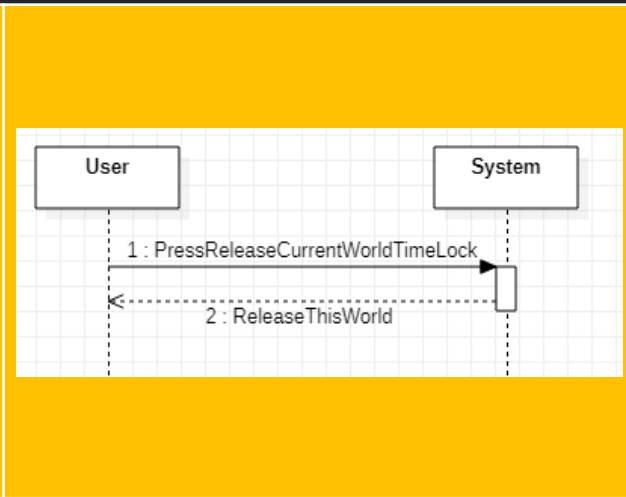 User
System
1 : PressReleaseCurrentWorldTimeLock
2 : ReleaseThisWorld